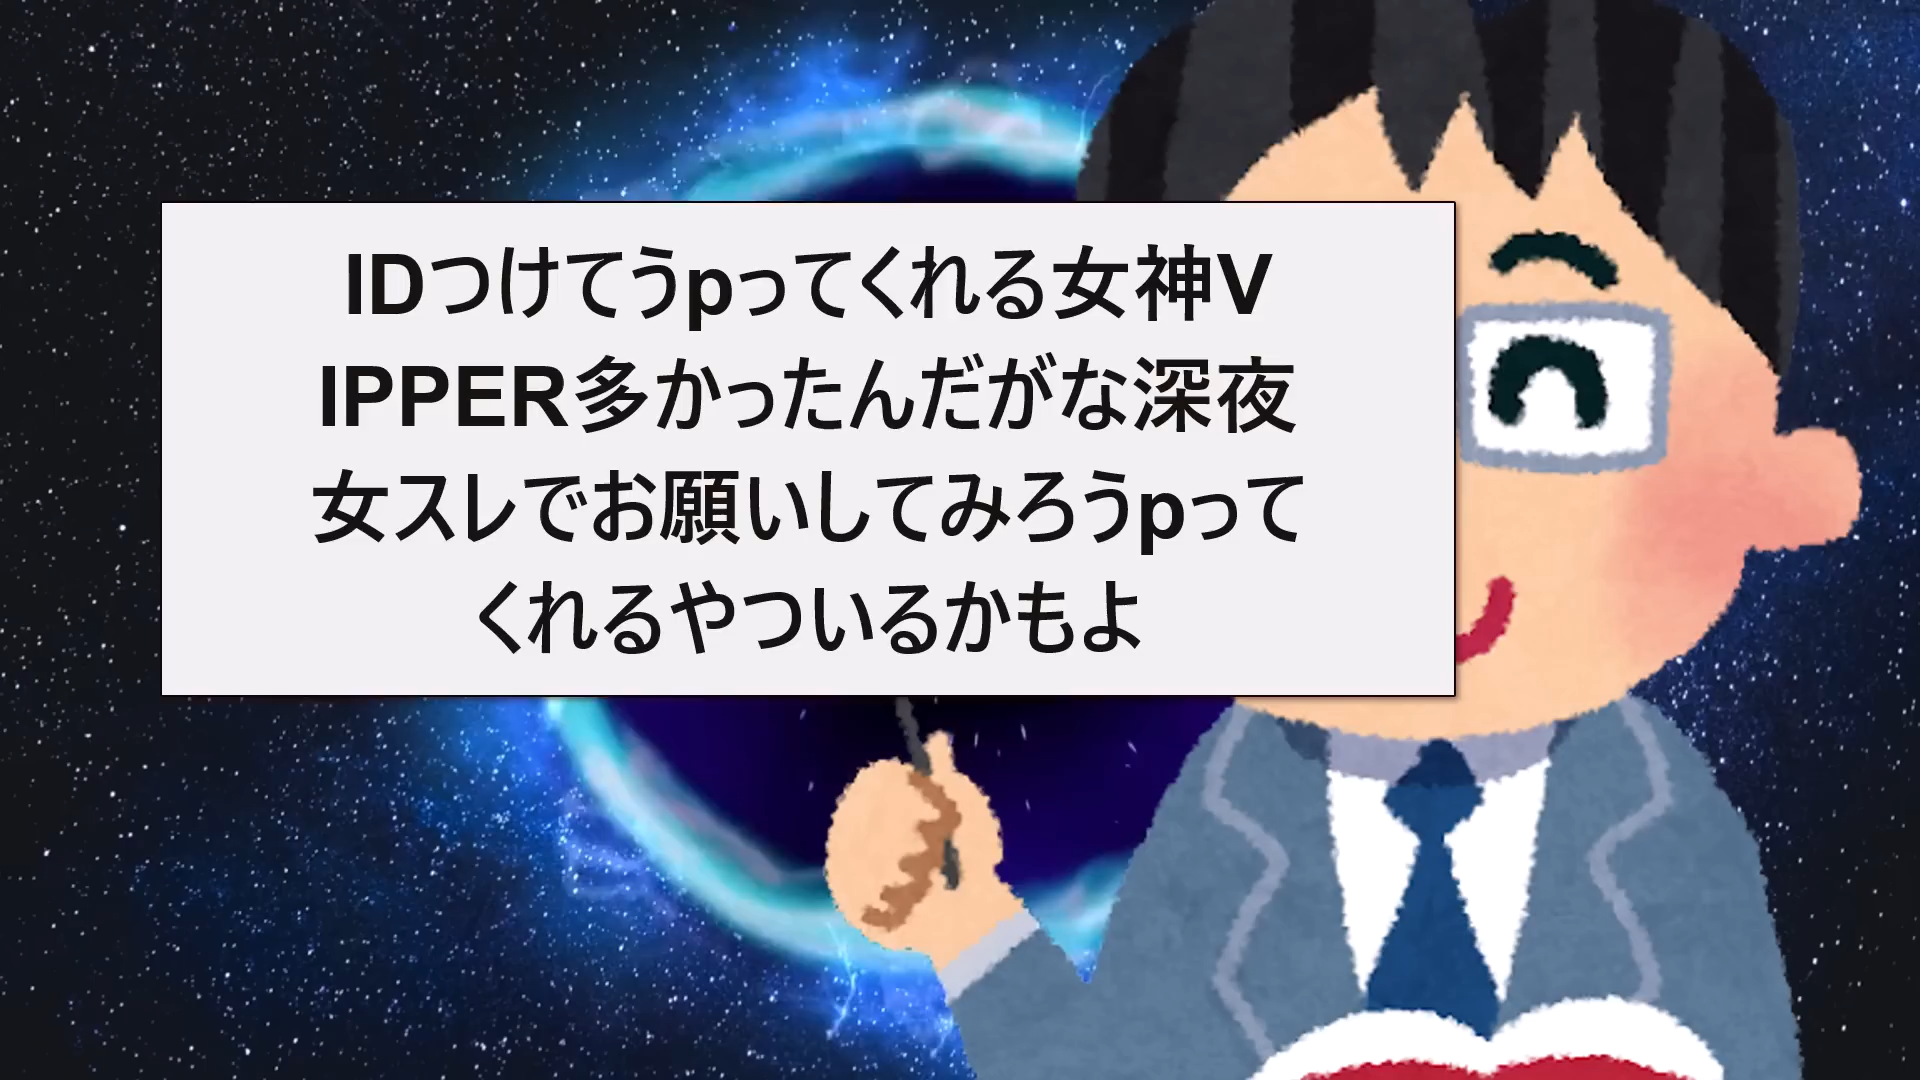 IDつけてうpってくれる女神V
IPPER多かったんだがな深夜
女スレでお願いしてみろうpって
くれるやついるかもよ